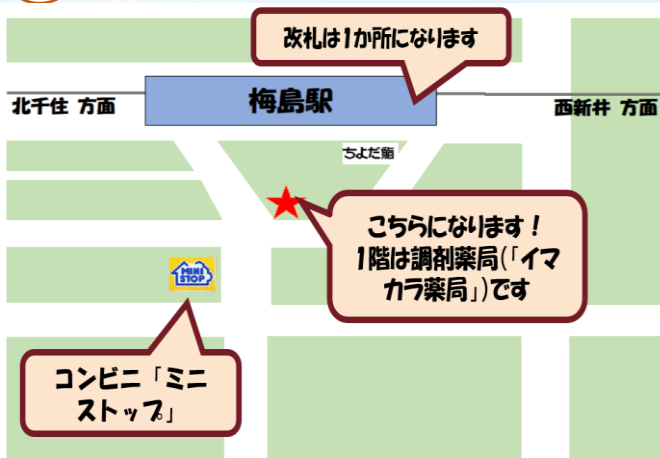 改札は1か所になります
梅島駅
北千住 方面
西新井 方面
ちよだ鮨
こちらになります！
1階は調剤薬局(「イマ
カラ薬局」)です
MINI
STOP
コンビニ「ミニ
ストップ」